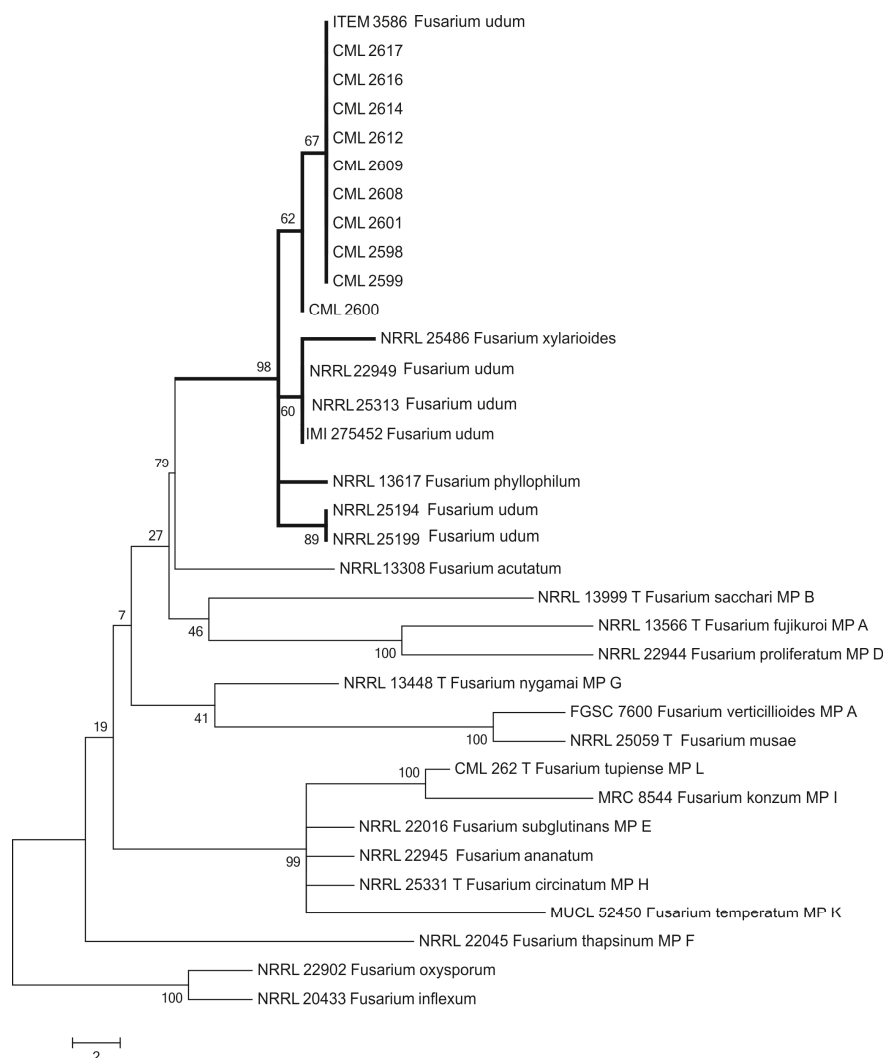 ITEM 3586 Fusarium udum
CML 2617
CML 2616
CML 2614
CML 2612
67
CML 2609
CML 2608
62
CML 2601
CML 2598
CML 2599
CML 2600
NRRL 25486 Fusarium xylarioides
98
NRRL 22949 Fusarium udum
NRRL 25313 Fusarium udum
60
IMI 275452 Fusarium udum
79
NRRL 13617 Fusarium phyllophilum
NRRL 25194 Fusarium udum
27
89
NRRL 25199 Fusarium udum
NRRL13308 Fusarium acutatum
NRRL 13999 T Fusarium sacchari MP B
7
46
NRRL 13566 T Fusarium fujikuroi MP A
100
NRRL 22944 Fusarium proliferatum MP D
NRRL 13448 T Fusarium nygamai MP G
41
FGSC 7600 Fusarium verticillioides MP A
19
100
NRRL 25059 T Fusarium musae
100
CML 262 T Fusarium tupiense MP L
MRC 8544 Fusarium konzum MP I
NRRL 22016 Fusarium subglutinans MP E
99
NRRL 22945 Fusarium ananatum
NRRL 25331 T Fusarium circinatum MP H
MUCL 52450 Fusarium temperatum MP K
NRRL 22045 Fusarium thapsinum MP F
NRRL 22902 Fusarium oxysporum
100
NRRL 20433 Fusarium inflexum
2